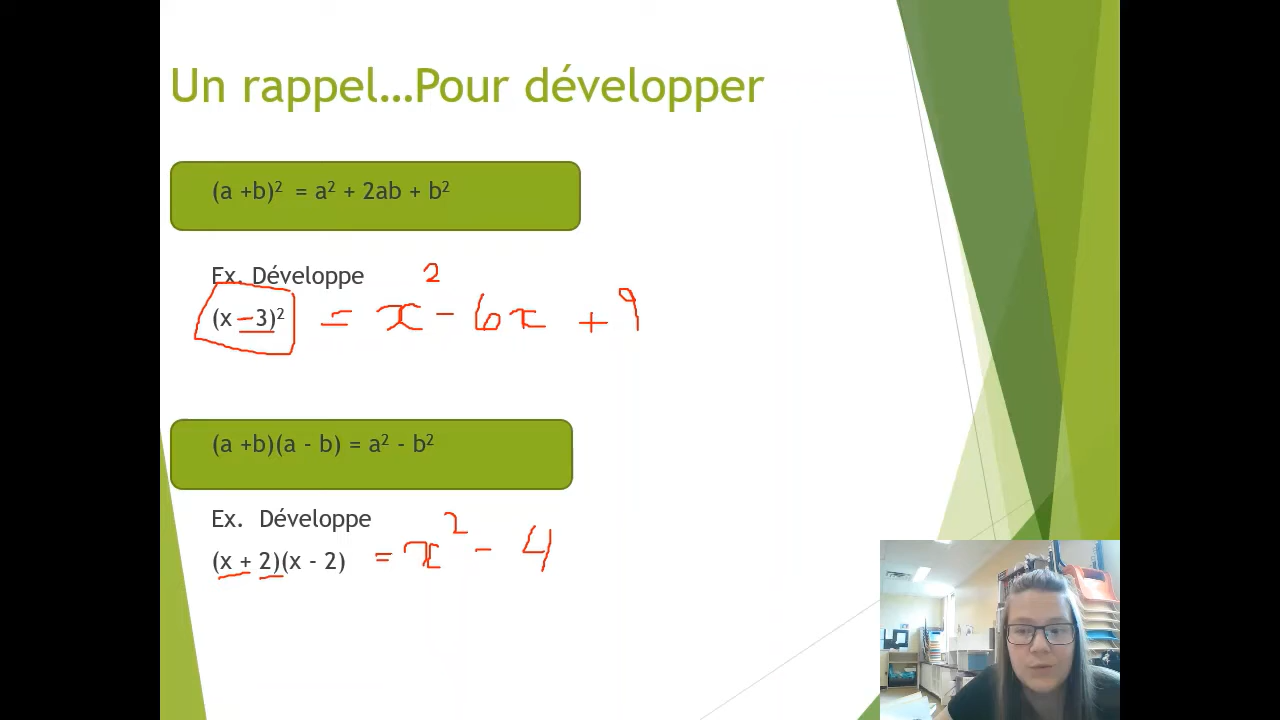 Un rappel…Pour développer
(a +b)² = a² + 2ab + b²
Ex. Développe
(x -3)² = x² - 6x + 9
(a +b)(a - b) = a² - b²
Ex. Développe
(x + 2)(x - 2) = x² - 4